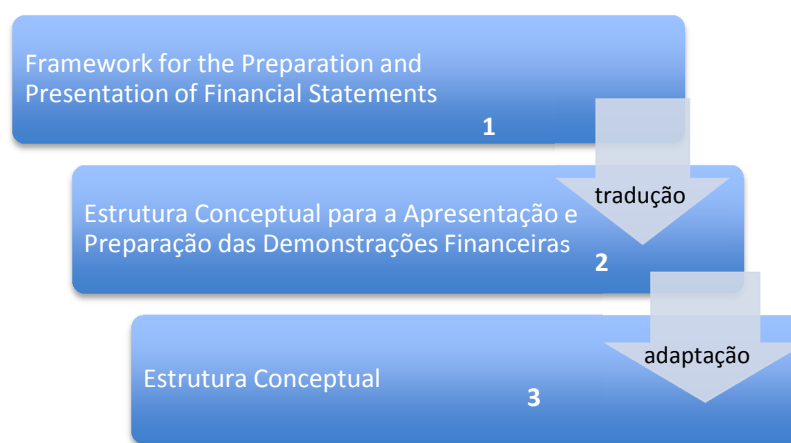 Framework for the Preparation and
Presentation of Financial Statements
1
tradução
Estrutura Conceptual para a Apresentação e
Preparação das Demonstrações Financeiras
2
adaptação
Estrutura Conceptual
3